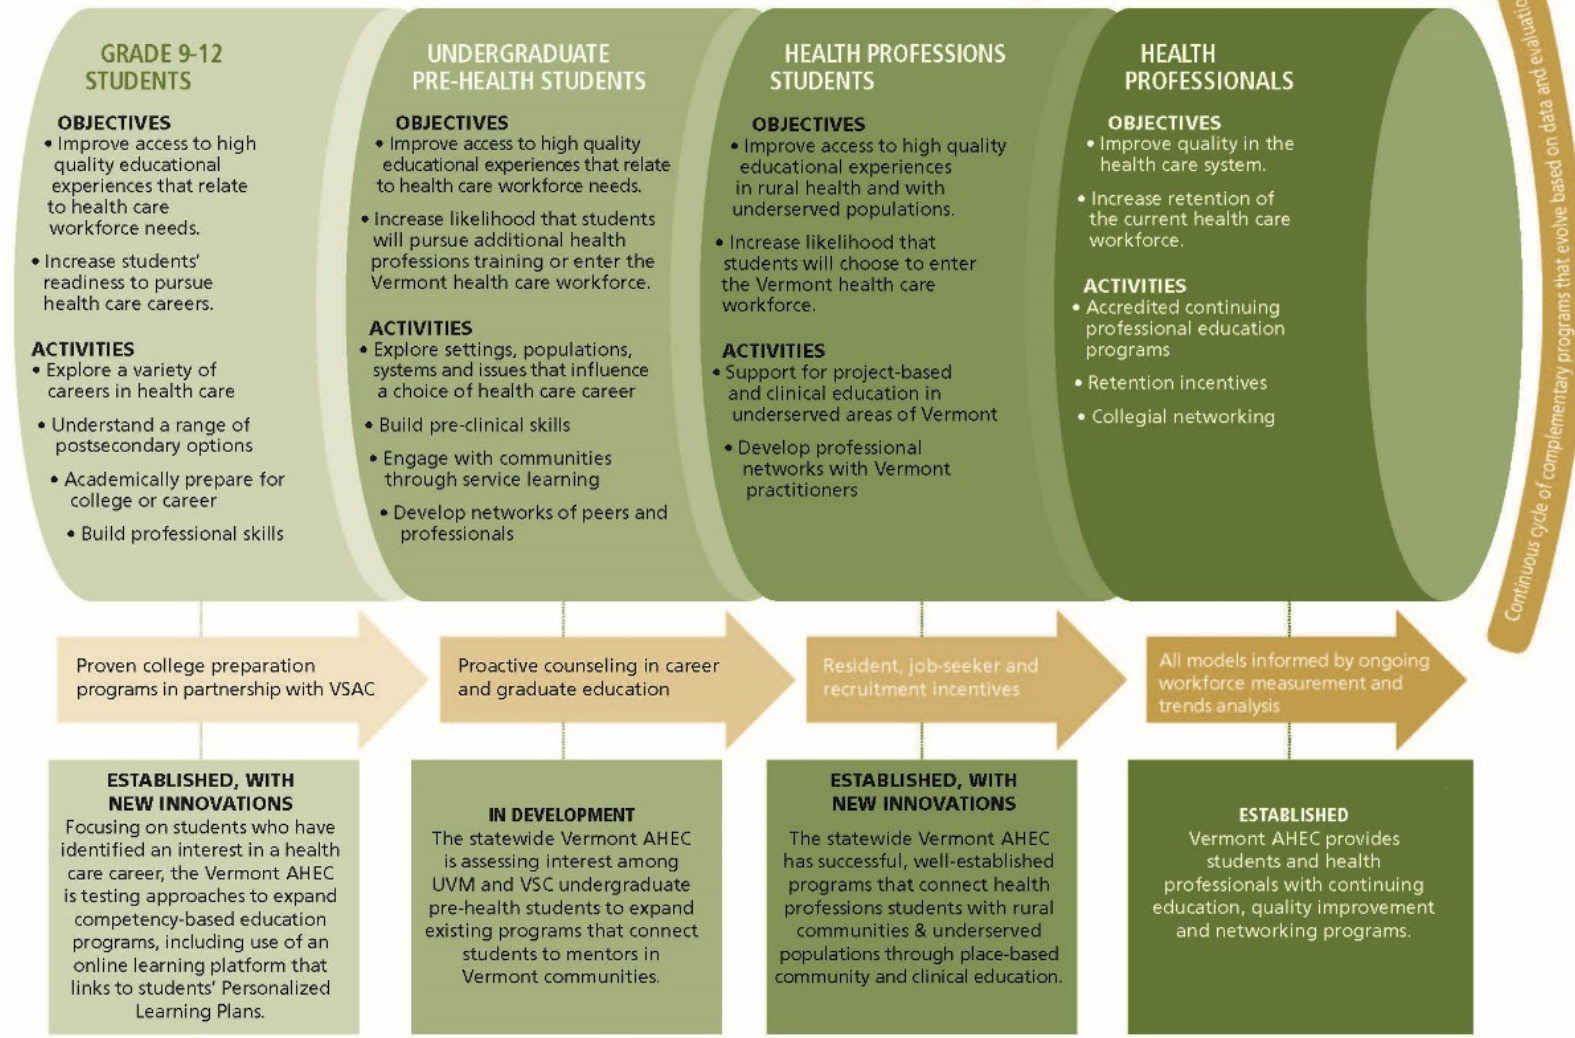 GRADE 9-12
STUDENTS
OBJECTIVES
• Improve access to high
quality educational
experiences that relate
to health care
workforce needs.
• Increase students'
readiness to pursue
health care careers.
ACTIVITIES
• Explore a variety of
careers in health care
• Understand a range of
postsecondary options
• Academically prepare for
college or career
• Build professional skills
UNDERGRADUATE
PRE-HEALTH STUDENTS
OBJECTIVES
• Improve access to high quality
educational experiences that relate
to health care workforce needs.
• Increase likelihood that students
will pursue additional health
professions training or enter the
Vermont health care workforce.
ACTIVITIES
• Explore settings, populations,
systems and issues that influence
a choice of health care career
• Build pre-clinical skills
• Engage with communities
through service learning
• Develop networks of peers and
professionals
HEALTH PROFESSIONS
STUDENTS
OBJECTIVES
• Improve access to high quality
educational experiences
in rural health and with
underserved populations.
• Increase likelihood that
students will choose to enter
the Vermont health care
workforce.
ACTIVITIES
• Support for project-based
and clinical education in
underserved areas of Vermont
• Develop professional
networks with Vermont
practitioners
HEALTH
PROFESSIONALS
OBJECTIVES
• Improve quality in the
health care system.
• Increase retention of
the current health care
workforce.
ACTIVITIES
• Accredited continuing
professional education
programs
• Retention incentives
• Collegial networking
Continuous cycle of complementary programs that evolve based on data and evaluatio
Proven college preparation
programs in partnership with VSAC
Proactive counseling in career
and graduate education
Resident, job-seeker and
recruitment incentives
All models informed by ongoing
workforce measurement and
trends analysis
ESTABLISHED, WITH
NEW INNOVATIONS
Focusing on students who have
identified an interest in a health
care career, the Vermont AHEC
is testing approaches to expand
competency-based education
programs, including use of an
online learning platform that
links to students' Personalized
Learning Plans.
IN DEVELOPMENT
The statewide Vermont AHEC
is assessing interest among
UVM and VSC undergraduate
pre-health students to expand
existing programs that connect
students to mentors in
Vermont communities.
ESTABLISHED, WITH
NEW INNOVATIONS
The statewide Vermont AHEC
has successful, well-established
programs that connect health
professions students with rural
communities & underserved
populations through place-based
community and clinical education.
ESTABLISHED
Vermont AHEC provides
students and health
professionals with continuing
education, quality improvement
and networking programs.